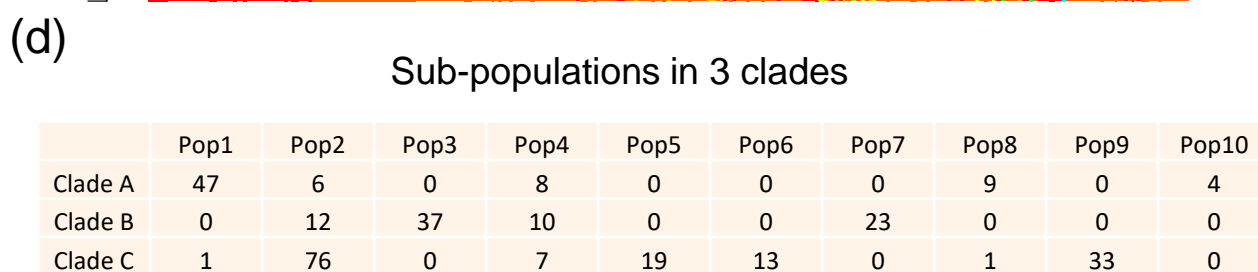 (d)
Sub-populations in 3 clades
Pop1 Pop2 Pop3 Pop4 Pop5 Pop6 Pop7 Pop8 Pop9 Pop10
Clade A 47 6 0 8 0 0 0 9 0 4
Clade B 0 12 37 10 0 0 23 0 0 0
Clade C 1 76 0 7 19 13 0 1 33 0